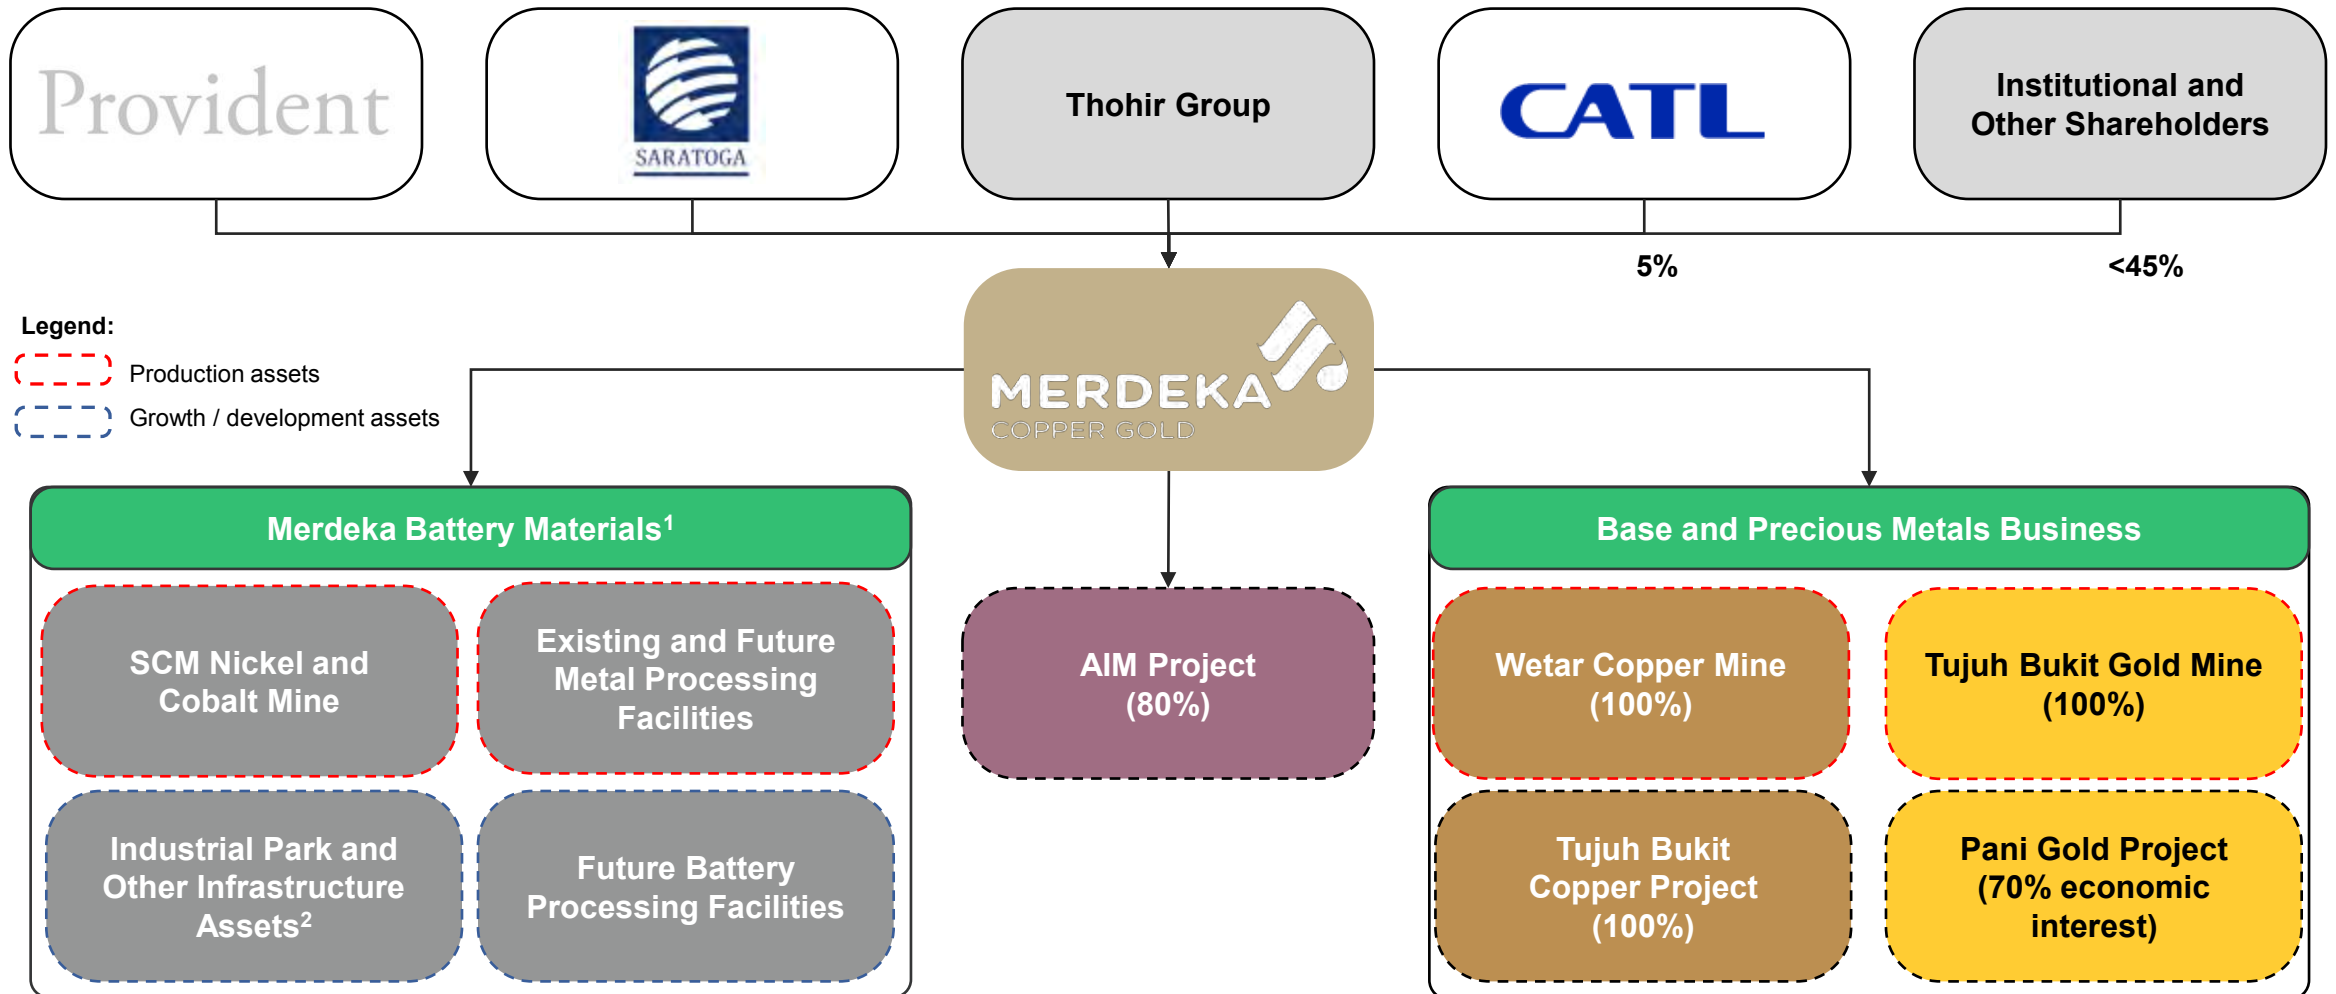 Provident
SARATOGA
Thohir Group
CATL
Institutional and
Other Shareholders
5%
<45%
Legend:
Production assets
Growth / development assets
MERDEKA
COPPER GOLD
Merdeka Battery Materials¹
SCM Nickel and
Cobalt Mine
Existing and Future
Metal Processing
Facilities
Industrial Park and
Other Infrastructure
Assets²
Future Battery
Processing Facilities
AIM Project
(80%)
Base and Precious Metals Business
Wetar Copper Mine
(100%)
Tujuh Bukit Gold Mine
(100%)
Tujuh Bukit
Copper Project
(100%)
Pani Gold Project
(70% economic
interest)